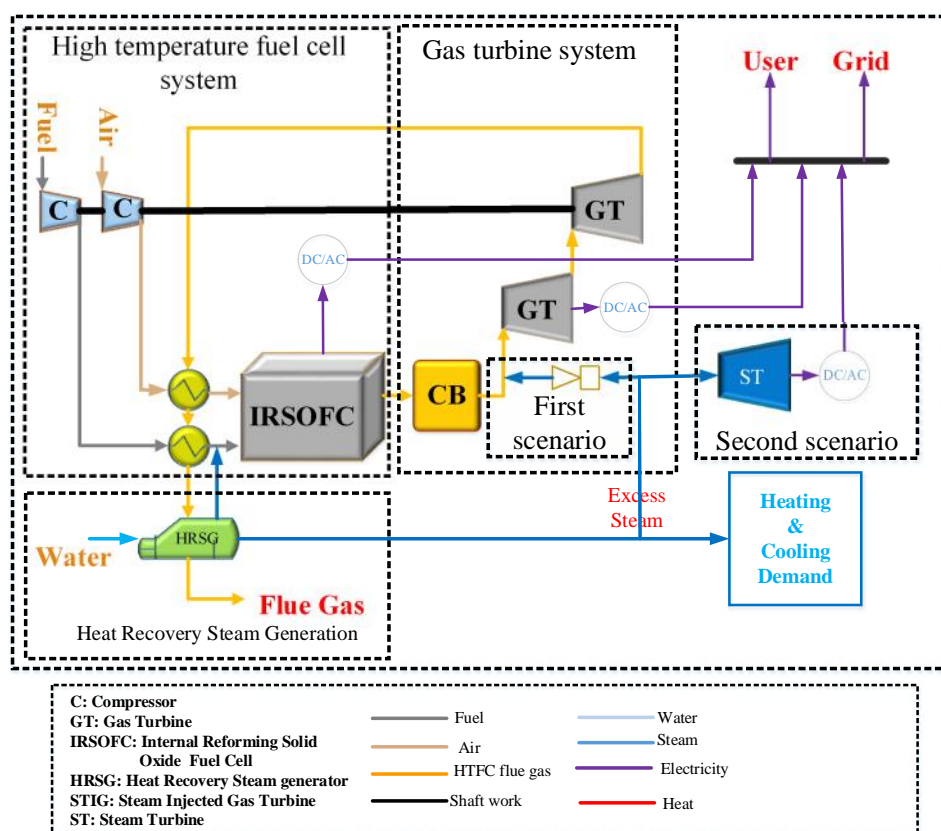 High temperature fuel cell
system
Gas turbine system
User
Grid
Fuel
Air
C
C
GT
DC/AC
GT
DC/AC
IRSOFC
CB
ST
DC/AC
First
scenario
Second scenario
Excess
Steam
Heating
&
Cooling
Demand
Water
HRSG
Flue Gas
Heat Recovery Steam Generation
C: Compressor
GT: Gas Turbine
IRSOFC: Internal Reforming Solid
Oxide Fuel Cell
HRSG: Heat Recovery Steam generator
STIG: Steam Injected Gas Turbine
ST: Steam Turbine
Fuel
Air
HTFC flue gas
Shaft work
Water
Steam
Electricity
Heat